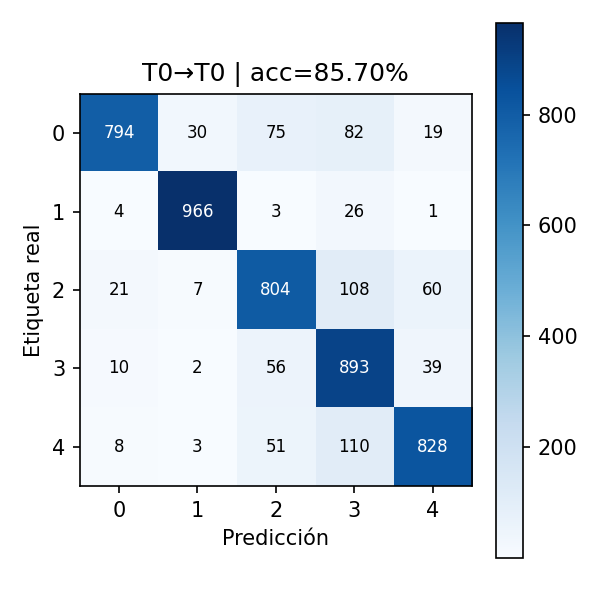 T0→T0 | acc=85.70%
0 794 30 75 82 19
1 4 966 3 26 1
2 21 7 804 108 60
3 10 2 56 893 39
4 8 3 51 110 828
0 1 2 3 4
Predicción
Etiqueta real
800
600
400
200